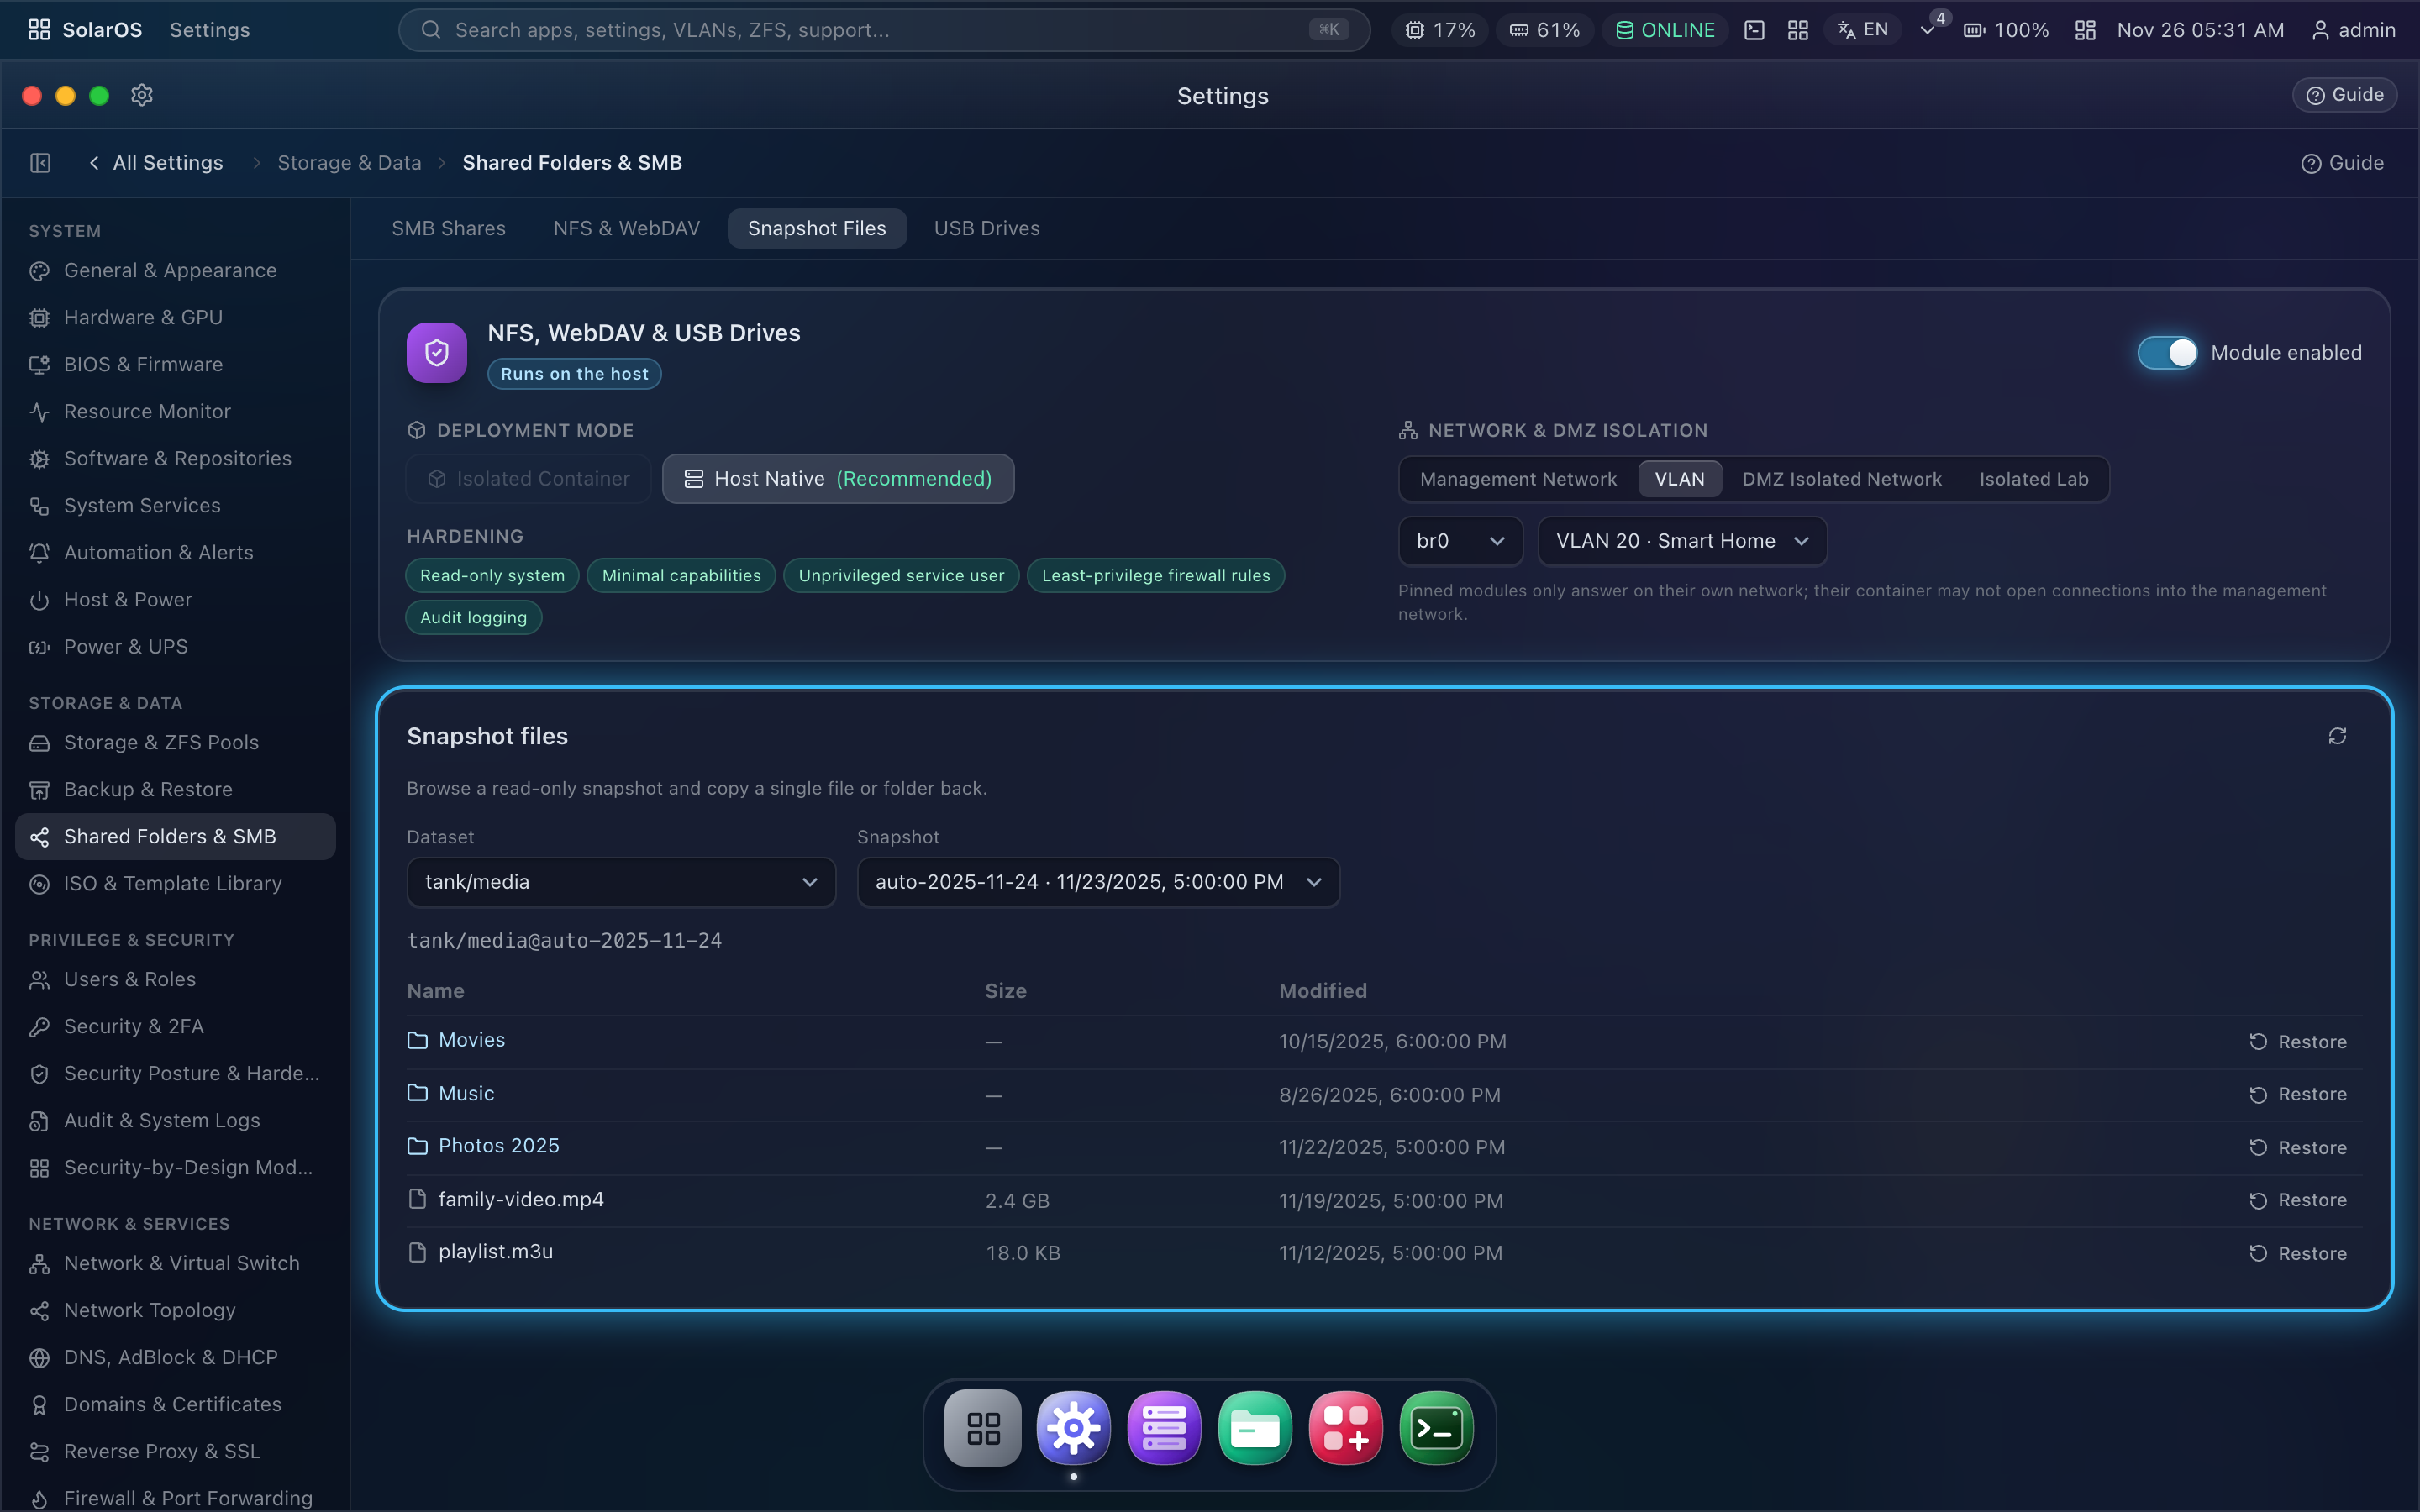 SolarOS
Settings
Search apps, settings, VLANs, ZFS, support...
⌘K
17%
61%
ONLINE
EN
4
100%
Nov 26 05:31 AM
admin
Settings
Guide
All Settings
Storage & Data
Shared Folders & SMB
Guide
SYSTEM
General & Appearance
Hardware & GPU
BIOS & Firmware
Resource Monitor
Software & Repositories
System Services
Automation & Alerts
Host & Power
Power & UPS
STORAGE & DATA
Storage & ZFS Pools
Backup & Restore
Shared Folders & SMB
ISO & Template Library
PRIVILEGE & SECURITY
Users & Roles
Security & 2FA
Security Posture & Harde...
Audit & System Logs
Security-by-Design Mod...
NETWORK & SERVICES
Network & Virtual Switch
Network Topology
DNS, AdBlock & DHCP
Domains & Certificates
Reverse Proxy & SSL
Firewall & Port Forwarding
SMB Shares
NFS & WebDAV
Snapshot Files
USB Drives
NFS, WebDAV & USB Drives
Runs on the host
Module enabled
DEPLOYMENT MODE
Isolated Container
Host Native (Recommended)
HARDENING
Read-only system
Minimal capabilities
Unprivileged service user
Least-privilege firewall rules
Audit logging
NETWORK & DMZ ISOLATION
Management Network
VLAN
DMZ Isolated Network
Isolated Lab
br0
VLAN 20 · Smart Home
Pinned modules only answer on their own network; their container may not open connections into the management
network.
Snapshot files
Browse a read-only snapshot and copy a single file or folder back.
Dataset
Snapshot
tank/media
auto-2025-11-24 · 11/23/2025, 5:00:00 PM ·
tank/media@auto-2025-11-24
Name Size Modified
Movies — 10/15/2025, 6:00:00 PM Restore
Music — 8/26/2025, 6:00:00 PM Restore
Photos 2025 — 11/22/2025, 5:00:00 PM Restore
family-video.mp4 2.4 GB 11/19/2025, 5:00:00 PM Restore
playlist.m3u 18.0 KB 11/12/2025, 5:00:00 PM Restore